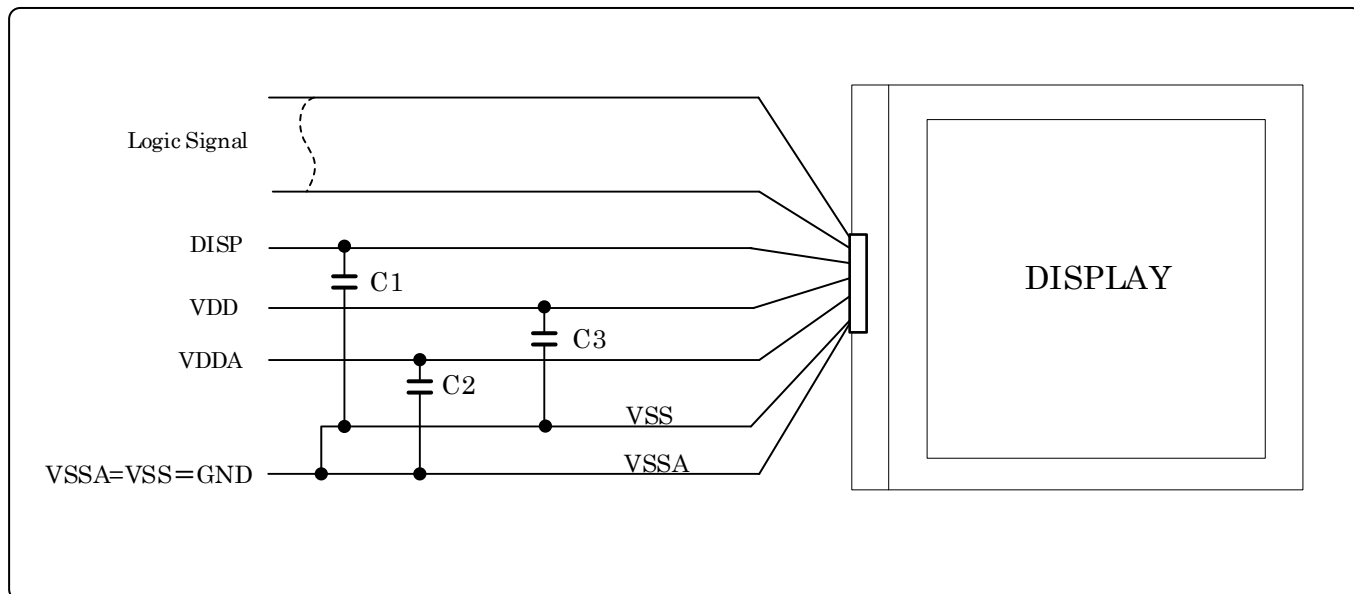 Logic Signal
DISP
C1
DISPLAY
VDD
C3
VDDA
C2
VSS
VSSA
VSSA=VSS=GND